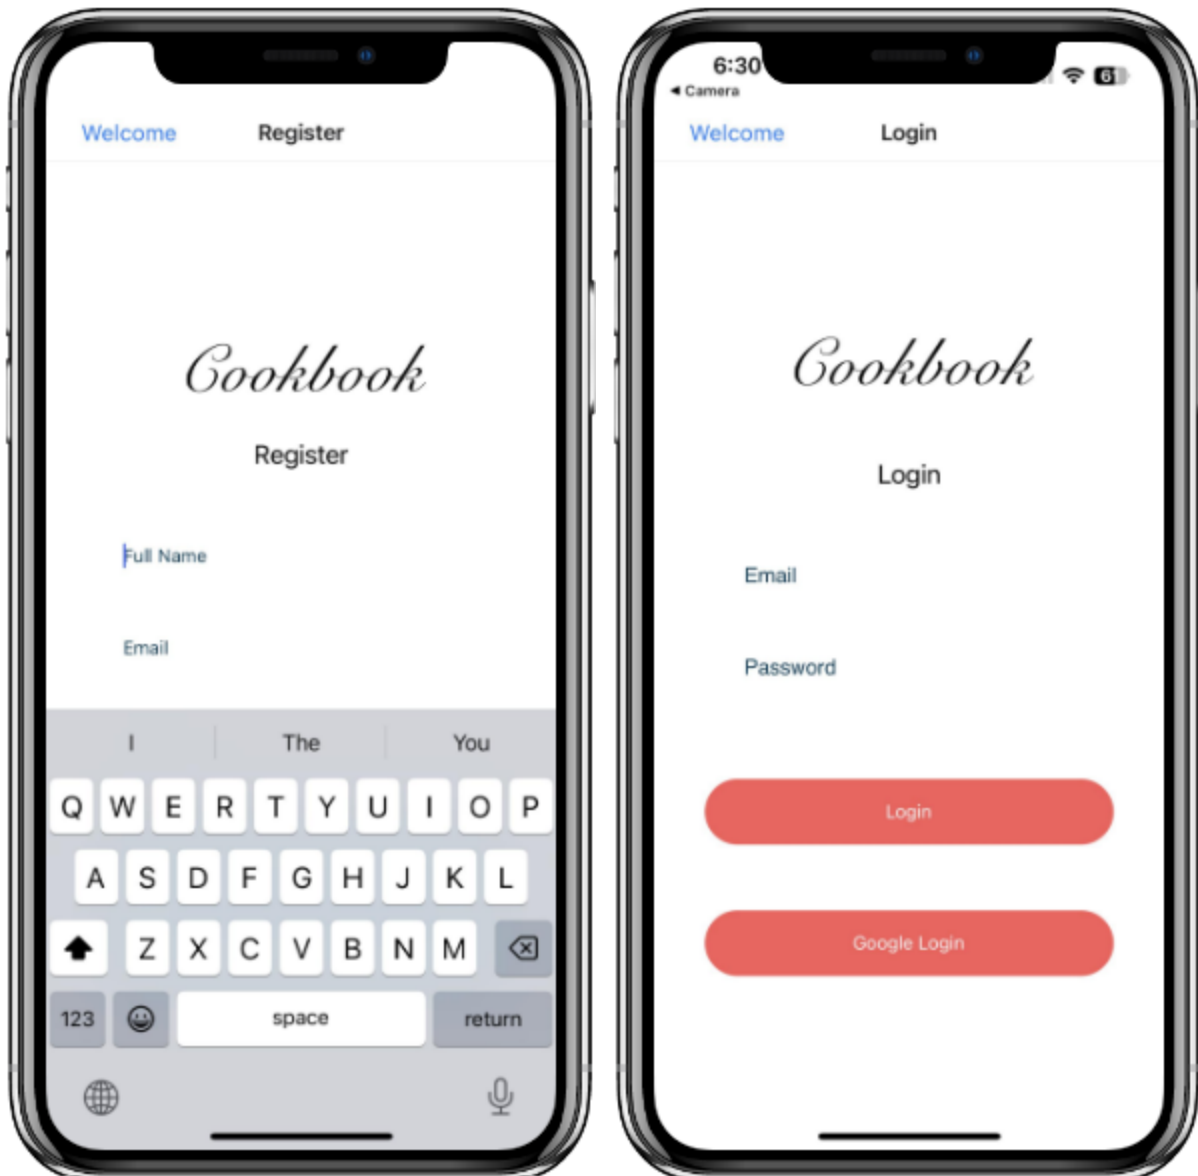 Welcome Register
Cookbook
Register
Full Name
Email
I The You
Q W E R T Y U I O P
A S D F G H J K L
Z X C V B N M
123 space return
6:30 61
◀ Camera
Welcome Login
Cookbook
Login
Email
Password
Login
Google Login